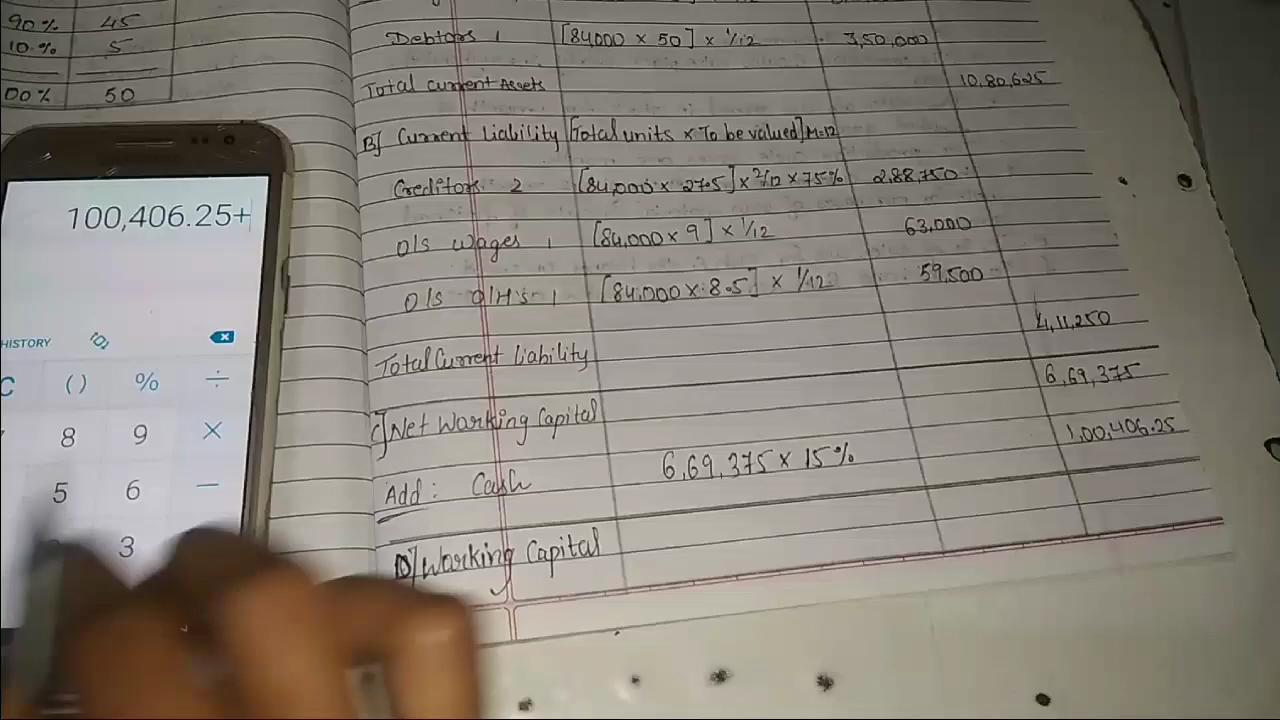 90% 45
10% 5
00% 50
Debtors 1 [84000 × 50] × 1/12 3,50,000
Total current Assets 10,80,625
B] Current Liability [Total units × To be valued] M=12
Creditors 2 [84,000 × 27.5] × 2/12 × 75% 2,88,750
O/S wages 1 [84,000 × 9] × 1/12 63,000
O/S O/H's 1 [84,000 × 8.5] × 1/12 59,500
Total Current Liability 4,11,250
C] Net Working Capital 6,69,375
Add: Cash 6,69,375 × 15% 1,00,406.25
D] Working Capital
100,406.25+
HISTORY
C () % ÷
8 9 ×
5 6 −
3